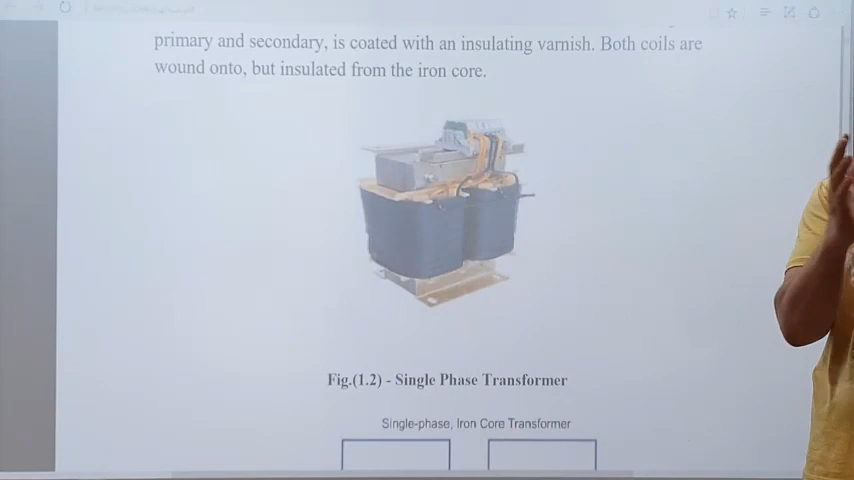 primary and secondary, is coated with an insulating varnish. Both coils are
wound onto, but insulated from the iron core.
Fig.(1.2) - Single Phase Transformer
Single-phase, Iron Core Transformer